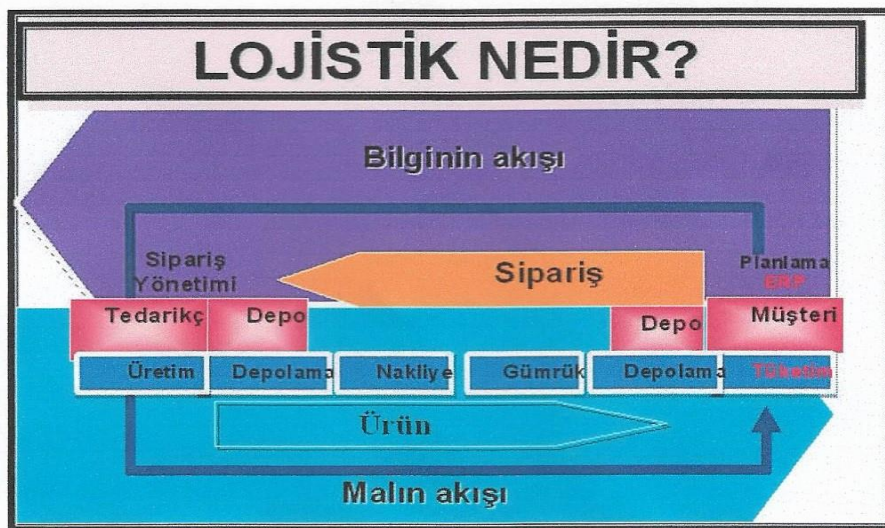 LOJİSTİK NEDİR?
Bilginin akışı
Sipariş
Yönetimi
Sipariş
Planlama
ERP
Tedarikç
Depo
Depo
Müşteri
Üretim
Depolama
Nakliye
Gümrük
Depolama
Tüketim
Ürün
Malın akışı